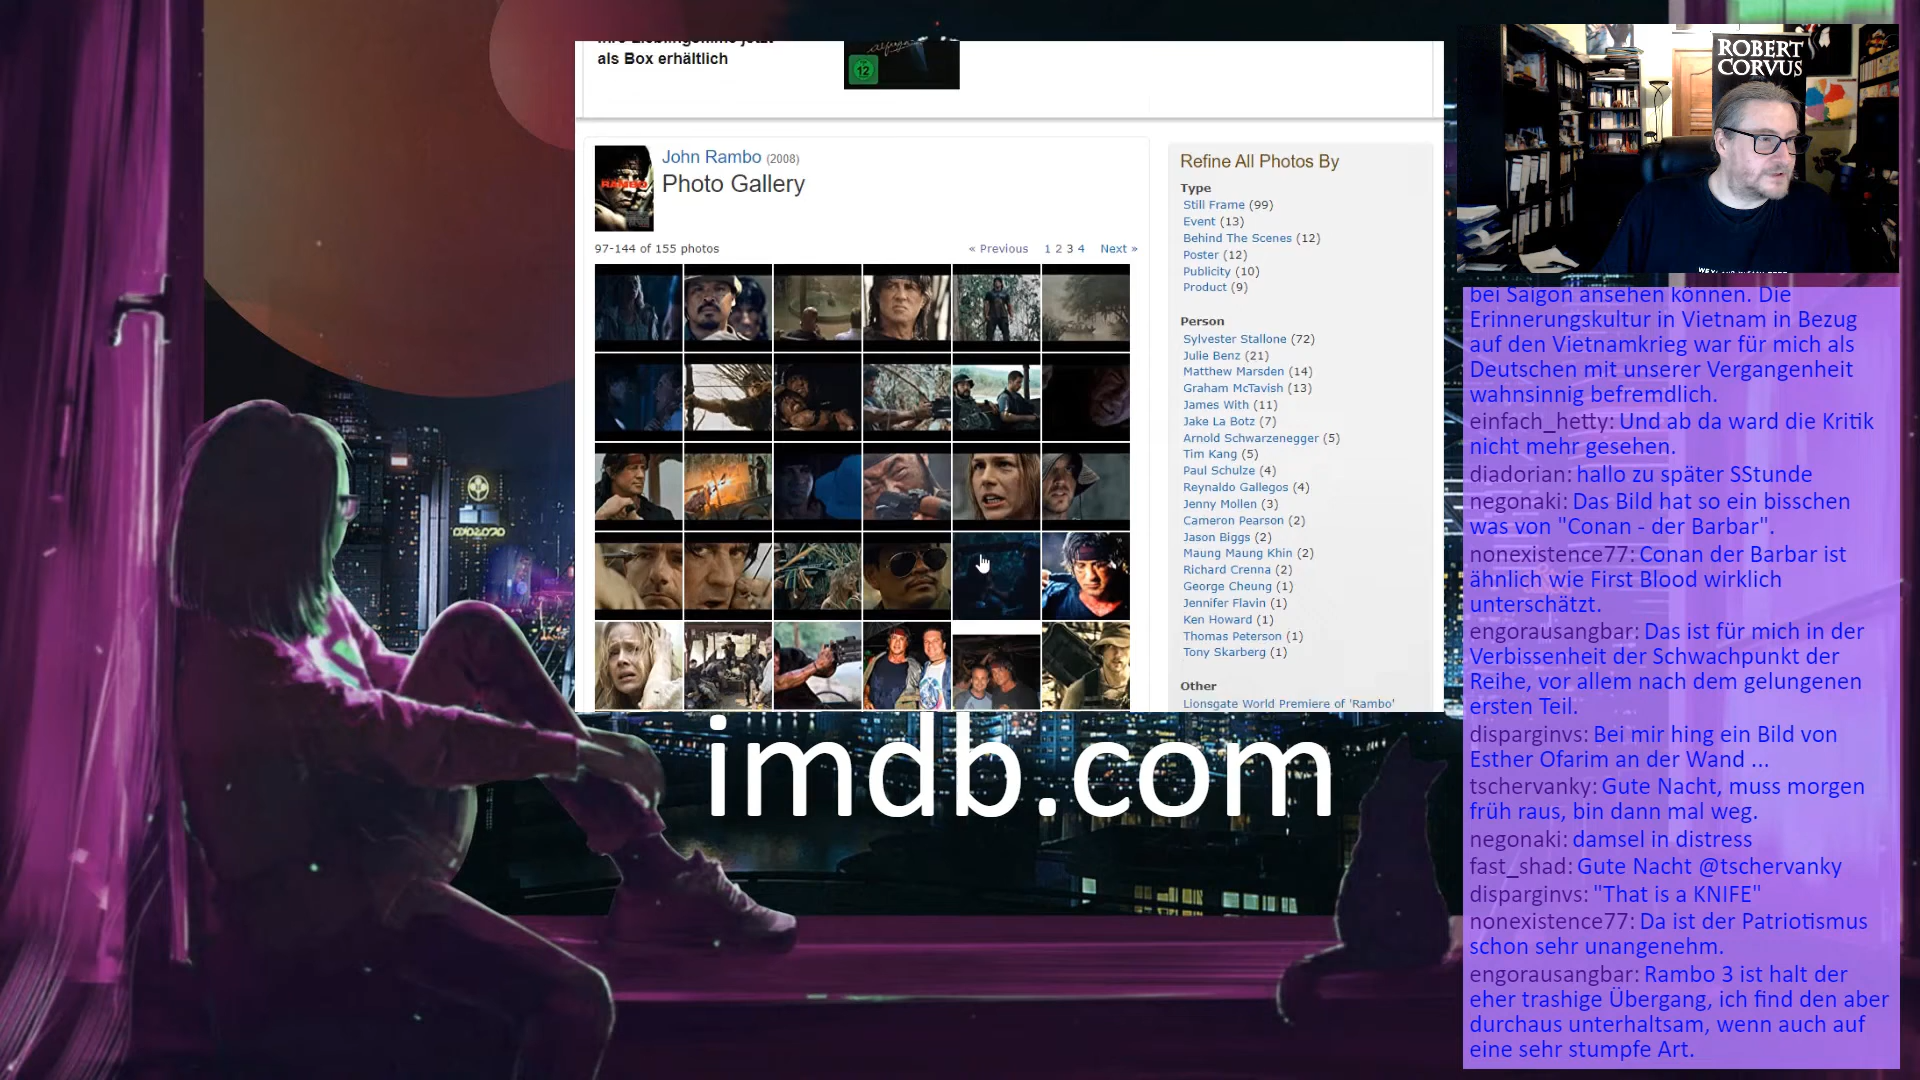 als Box erhältlich
12
John Rambo (2008)
Photo Gallery
97-144 of 155 photos
« Previous 1 2 3 4 Next »
RAMBO
Refine All Photos By
Type
Still Frame (99)
Event (13)
Behind The Scenes (12)
Poster (12)
Publicity (10)
Product (9)
Person
Sylvester Stallone (72)
Julie Benz (21)
Matthew Marsden (14)
Graham McTavish (13)
James With (11)
Jake La Botz (7)
Arnold Schwarzenegger (5)
Tim Kang (5)
Paul Schulze (4)
Reynaldo Gallegos (4)
Jenny Mollen (3)
Cameron Pearson (2)
Jason Biggs (2)
Maung Maung Khin (2)
Richard Crenna (2)
George Cheung (1)
Jennifer Flavin (1)
Ken Howard (1)
Thomas Peterson (1)
Tony Skarberg (1)
Other
Lionsgate World Premiere of 'Rambo'
imdb.com
ROBERT
CORVUS
bei Saigon ansehen können. Die
Erinnerungskultur in Vietnam in Bezug
auf den Vietnamkrieg war für mich als
Deutschen mit unserer Vergangenheit
wahnsinnig befremdlich.
einfach_hetty: Und ab da ward die Kritik
nicht mehr gesehen.
diadorian: hallo zu später SStunde
negonaki: Das Bild hat so ein bisschen
was von "Conan - der Barbar".
nonexistence77: Conan der Barbar ist
ähnlich wie First Blood wirklich
unterschätzt.
engorausangbar: Das ist für mich in der
Verbissenheit der Schwachpunkt der
Reihe, vor allem nach dem gelungenen
ersten Teil.
disparginvs: Bei mir hing ein Bild von
Esther Ofarim an der Wand ...
tschervanky: Gute Nacht, muss morgen
früh raus, bin dann mal weg.
negonaki: damsel in distress
fast_shad: Gute Nacht @tschervanky
disparginvs: "That is a KNIFE"
nonexistence77: Da ist der Patriotismus
schon sehr unangenehm.
engorausangbar: Rambo 3 ist halt der
eher trashige Übergang, ich find den aber
durchaus unterhaltsam, wenn auch auf
eine sehr stumpfe Art.